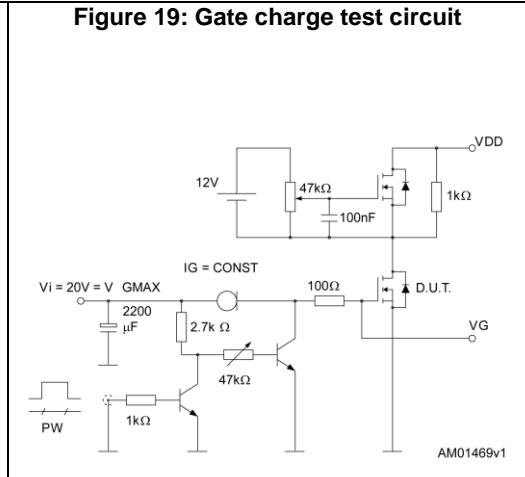 Figure 19: Gate charge test circuit
VDD
12V
47kΩ
1kΩ
100nF
IG = CONST
Vi = 20V = V GMAX
100Ω
D.U.T.
2200
μF
2.7k Ω
VG
47kΩ
1kΩ
PW
AM01469v1